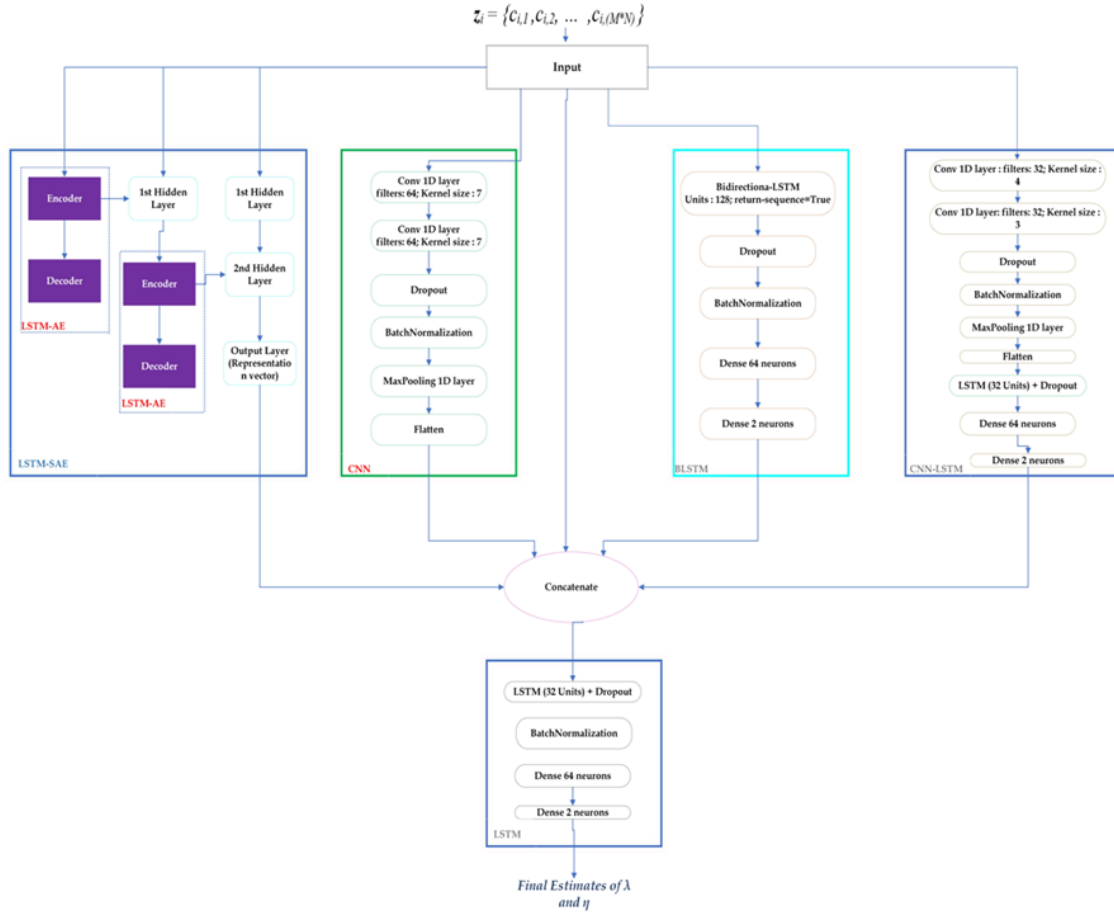 z_i = {c_{i,1}, c_{i,2}, ... ,c_{i,(M*N)}}
Input
Encoder
Decoder
LSTM-AE
1st Hidden
Layer
Encoder
Decoder
LSTM-AE
1st Hidden
Layer
2nd Hidden
Layer
Output Layer
(Representatio
n vector)
LSTM-SAE
Conv 1D layer
filters: 64; Kernel size : 7
Conv 1D layer
filters: 64; Kernel size : 7
Dropout
BatchNormalization
MaxPooling 1D layer
Flatten
CNN
Bidirectiona-LSTM
Units : 128; return-sequence=True
Dropout
BatchNormalization
Dense 64 neurons
Dense 2 neurons
BLSTM
Conv 1D layer : filters: 32; Kernel size :
4
Conv 1D layer: filters: 32; Kernel size :
3
Dropout
BatchNormalization
MaxPooling 1D layer
Flatten
LSTM (32 Units) + Dropout
Dense 64 neurons
Dense 2 neurons
CNN-LSTM
Concatenate
LSTM (32 Units) + Dropout
BatchNormalization
Dense 64 neurons
Dense 2 neurons
LSTM
Final Estimates of λ
and η